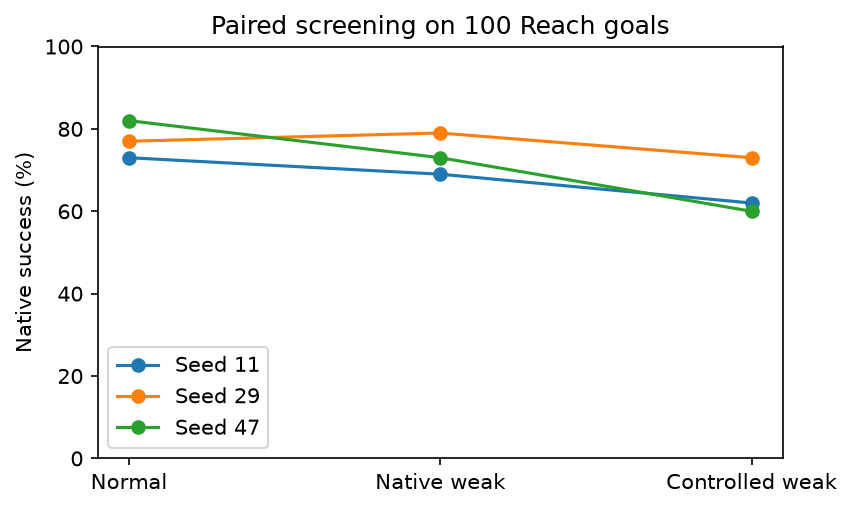 Paired screening on 100 Reach goals
Native success (%)
100
80
60
40
20
0
Seed 11
Seed 29
Seed 47
Normal
Native weak
Controlled weak